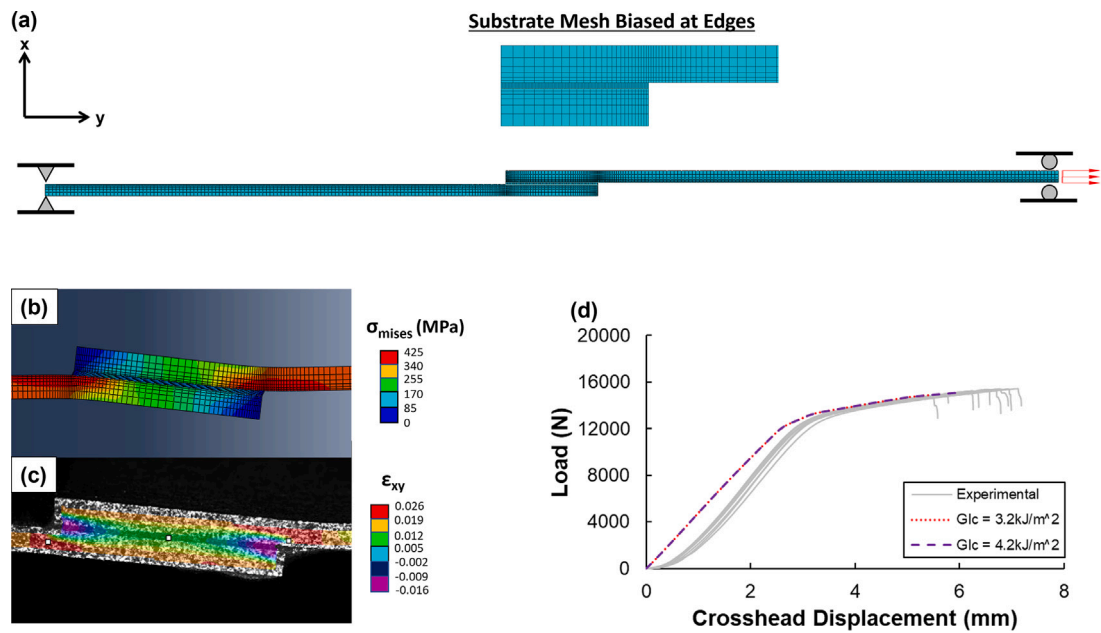 (a)
Substrate Mesh Biased at Edges
x
y
(b)
σmises (MPa)
425
340
255
170
85
0
(c)
εxy
0.026
0.019
0.012
0.005
-0.002
-0.009
-0.016
(d)
20000
16000
12000
8000
4000
0
Load (N)
Experimental
GIc = 3.2kJ/m^2
GIc = 4.2kJ/m^2
0 2 4 6 8
Crosshead Displacement (mm)